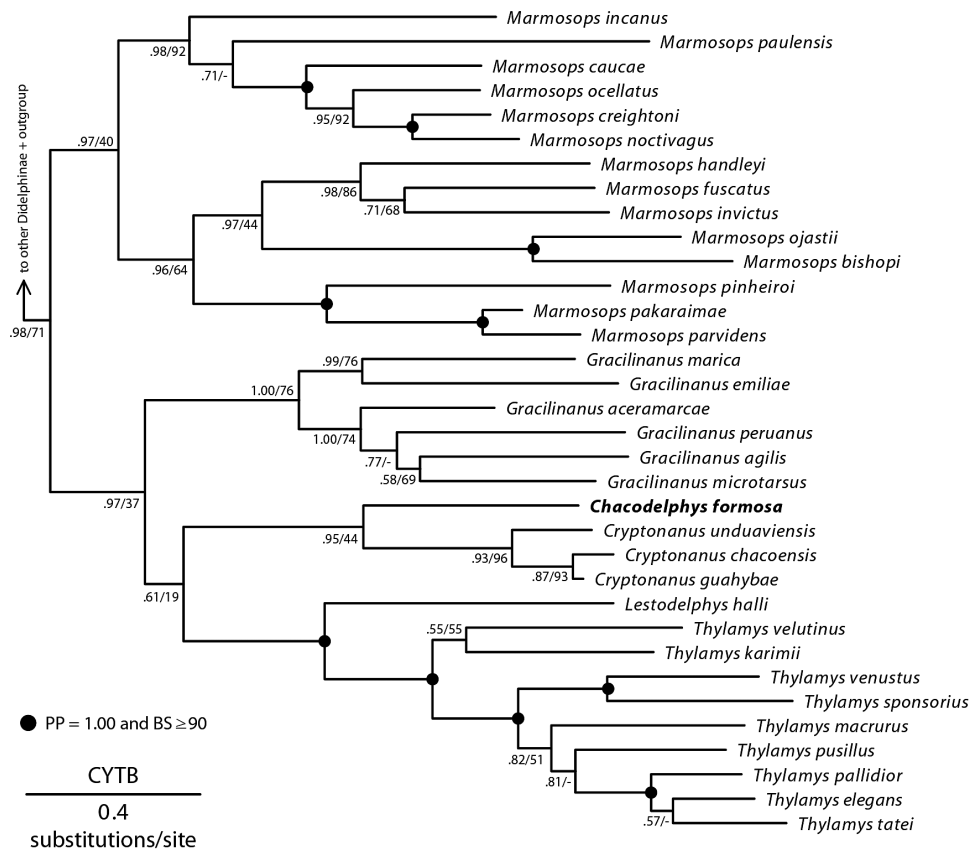 Marmosops incanus
.98/92
Marmosops paulensis
.71/-
Marmosops caucae
Marmosops ocellatus
.95/92
Marmosops creightoni
Marmosops noctivagus
to other Didelphinae + outgroup
.97/40
Marmosops handleyi
.98/86
Marmosops fuscatus
.71/68
Marmosops invictus
.97/44
Marmosops ojastii
Marmosops bishopi
.96/64
Marmosops pinheiroi
Marmosops pakaraimae
.98/71
Marmosops parvidens
Gracilinanus marica
.99/76
Gracilinanus emiliae
1.00/76
Gracilinanus aceramarcae
1.00/74
Gracilinanus peruanus
.77/-
Gracilinanus agilis
.58/69
Gracilinanus microtarsus
.97/37
Chacodelphys formosa
.95/44
Cryptonanus unduaviensis
.93/96
Cryptonanus chacoensis
.87/93
Cryptonanus guahybae
.61/19
Lestodelphys halli
.55/55
Thylamys velutinus
Thylamys karimii
Thylamys venustus
Thylamys sponsorius
PP = 1.00 and BS ≥90
Thylamys macrurus
.82/51
Thylamys pusillus
.81/-
Thylamys pallidior
Thylamys elegans
.57/-
Thylamys tatei
CYTB
0.4
substitutions/site